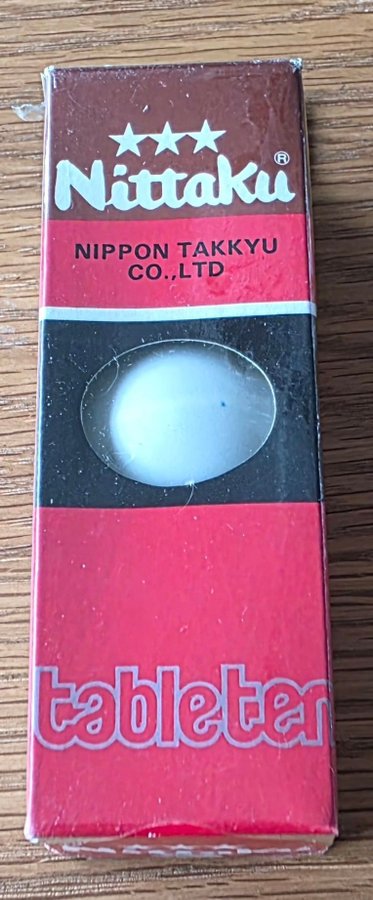 ★★★
Nittaku®
NIPPON TAKKYU
CO.,LTD
tableten